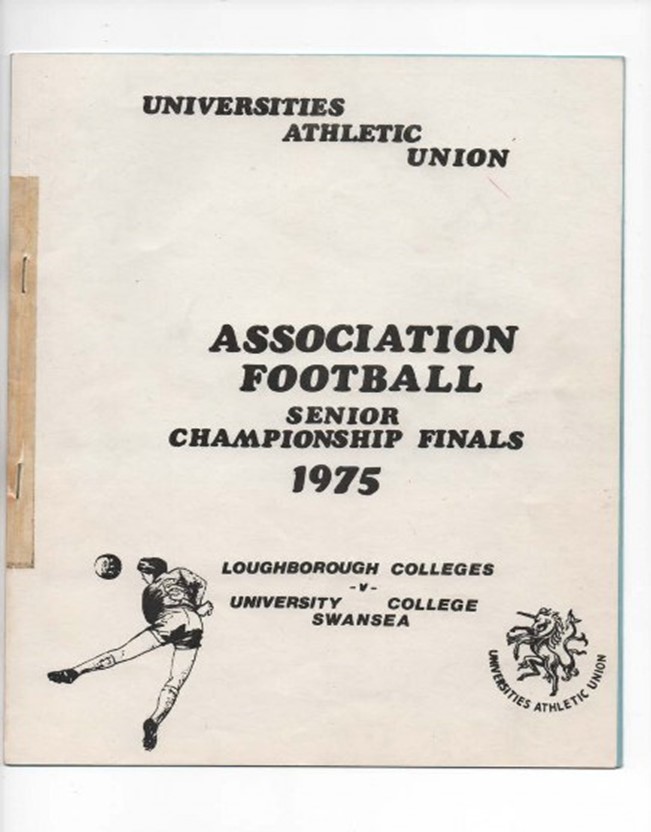 UNIVERSITIES
ATHLETIC
UNION
ASSOCIATION
FOOTBALL
SENIOR
CHAMPIONSHIP FINALS
1975
LOUGHBOROUGH COLLEGES
-v-
UNIVERSITY COLLEGE
SWANSEA
UNIVERSITIES ATHLETIC UNION